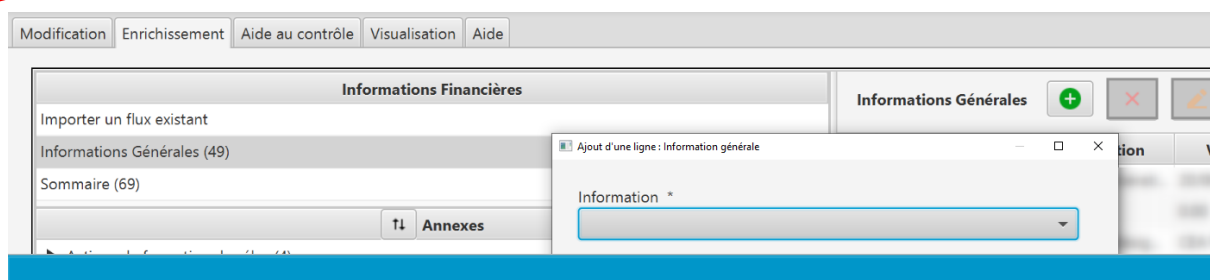 Modification Enrichissement Aide au contrôle Visualisation Aide
Informations Financières
Importer un flux existant
Informations Générales (49)
Sommaire (69)
Annexes
Informations Générales
Ajout d'une ligne : Information générale
Information *
tion